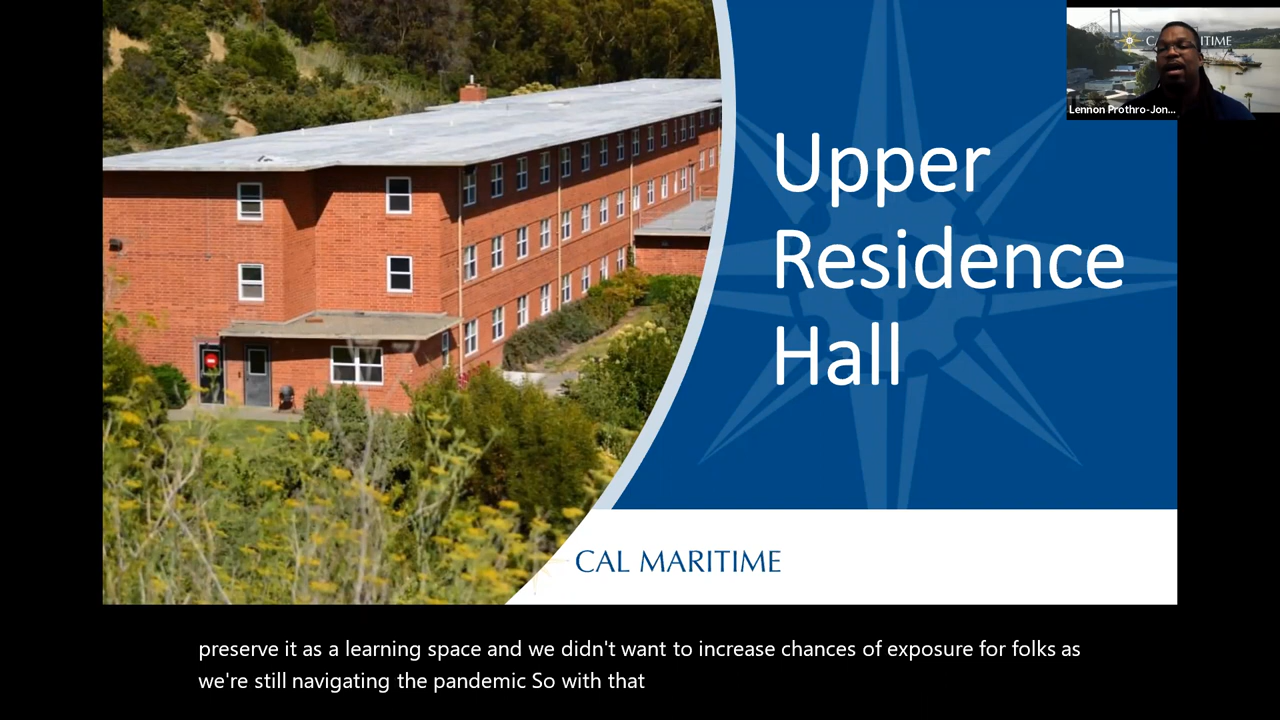 CAL MARITIME
Lennon Prothro-Jon...
Upper
Residence
Hall
CAL MARITIME
preserve it as a learning space and we didn't want to increase chances of exposure for folks as
we're still navigating the pandemic So with that